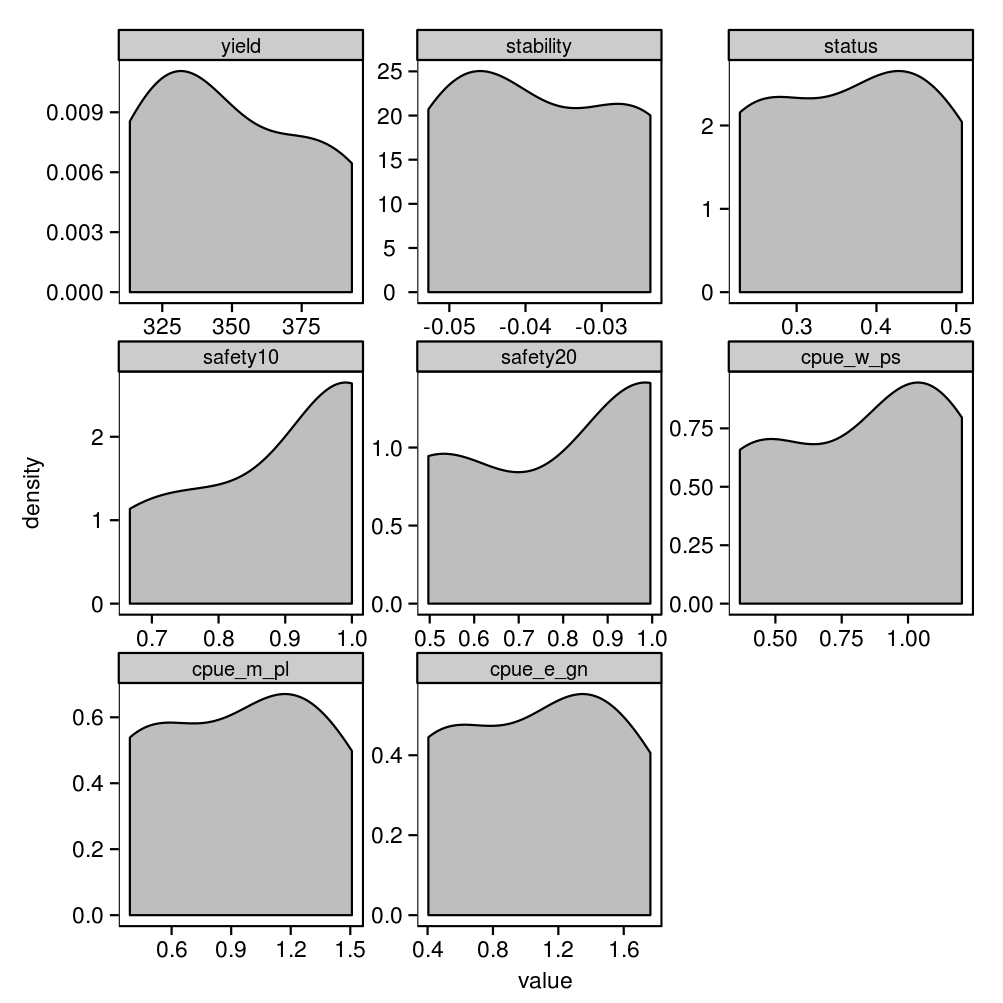 yield
stability
status
0.009
0.006
0.003
0.000
325 350 375
25
20
15
10
5
0
-0.05 -0.04 -0.03
2
1
0
0.3 0.4 0.5
safety10
safety20
cpue_w_ps
2
1
0
0.7 0.8 0.9 1.0
1.0
0.5
0.0
0.5 0.6 0.7 0.8 0.9 1.0
0.75
0.50
0.25
0.00
0.50 0.75 1.00
density
cpue_m_pl
cpue_e_gn
0.6
0.4
0.2
0.0
0.6 0.9 1.2 1.5
0.4
0.2
0.0
0.4 0.8 1.2 1.6
value